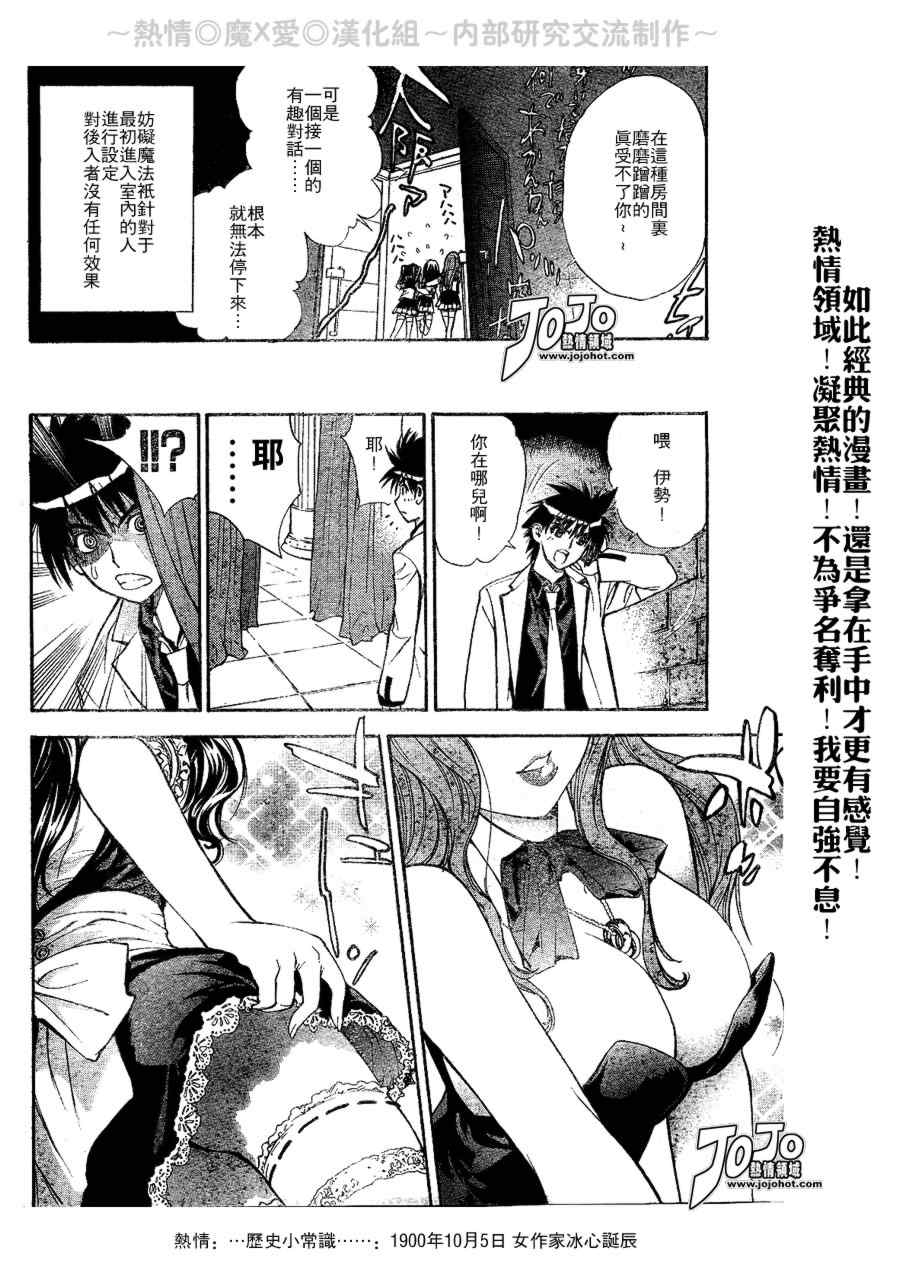 ～熱情◎魔X愛◎漢化組～內部研究交流制作～
在這種房間裏
磨磨蹭蹭的
真受不了你~~
可是
一個接一個的
有趣對話……
根本
就無法停下來…
妨礙魔法衹針對于
最初進入室內的人
進行設定
對後入者沒有任何效果
アハハ
アハハ
JOJO
熱情領域
www.jojohot.com
喂 伊勢!
你在哪兒啊!
耶!
耶……
!!?
JOJO
熱情領域
www.jojohot.com
如此經典的漫畫!還是拿在手中才更有感覺!
熱情領域!凝聚熱情!不為爭名奪利!我要自強不息!
熱情：…歷史小常識……：1900年10月5日 女作家冰心誕辰